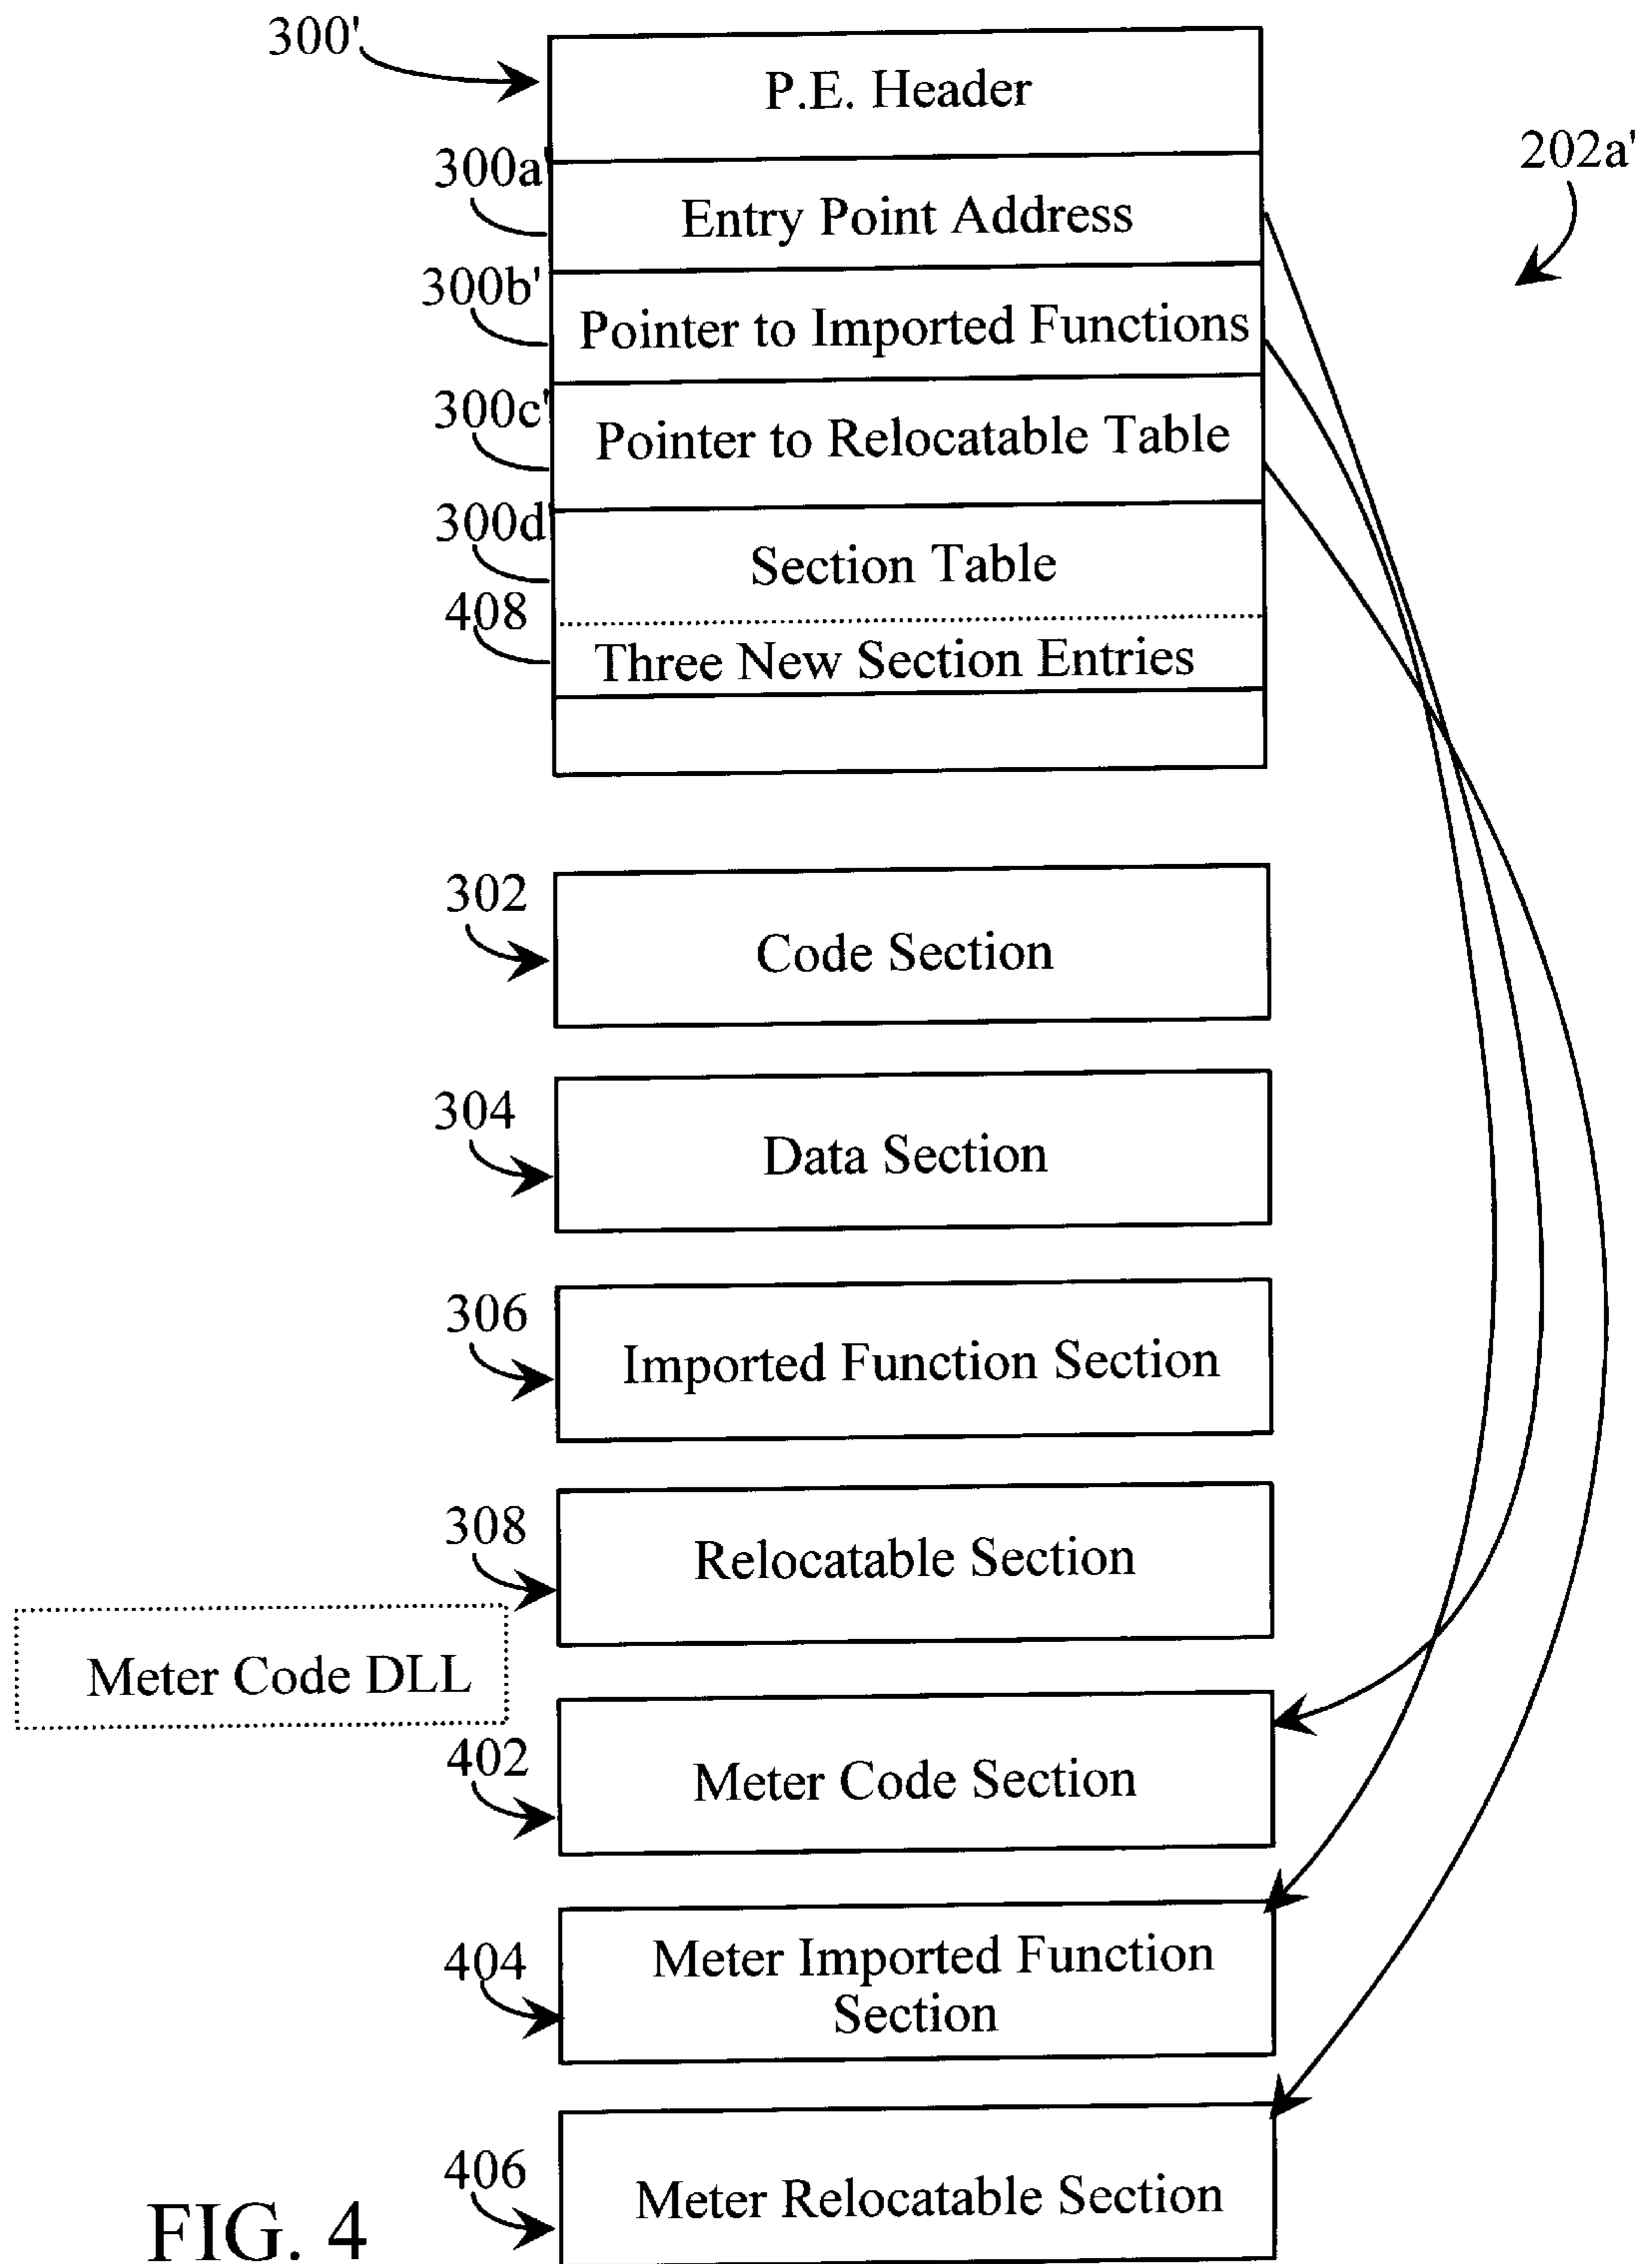 300'
P.E. Header
202a'
300a'
Entry Point Address
300b'
Pointer to Imported Functions
300c'
Pointer to Relocatable Table
300d'
Section Table
408
Three New Section Entries
302
Code Section
304
Data Section
306
Imported Function Section
308
Relocatable Section
Meter Code DLL
402
Meter Code Section
404
Meter Imported Function
Section
406
Meter Relocatable Section
FIG. 4